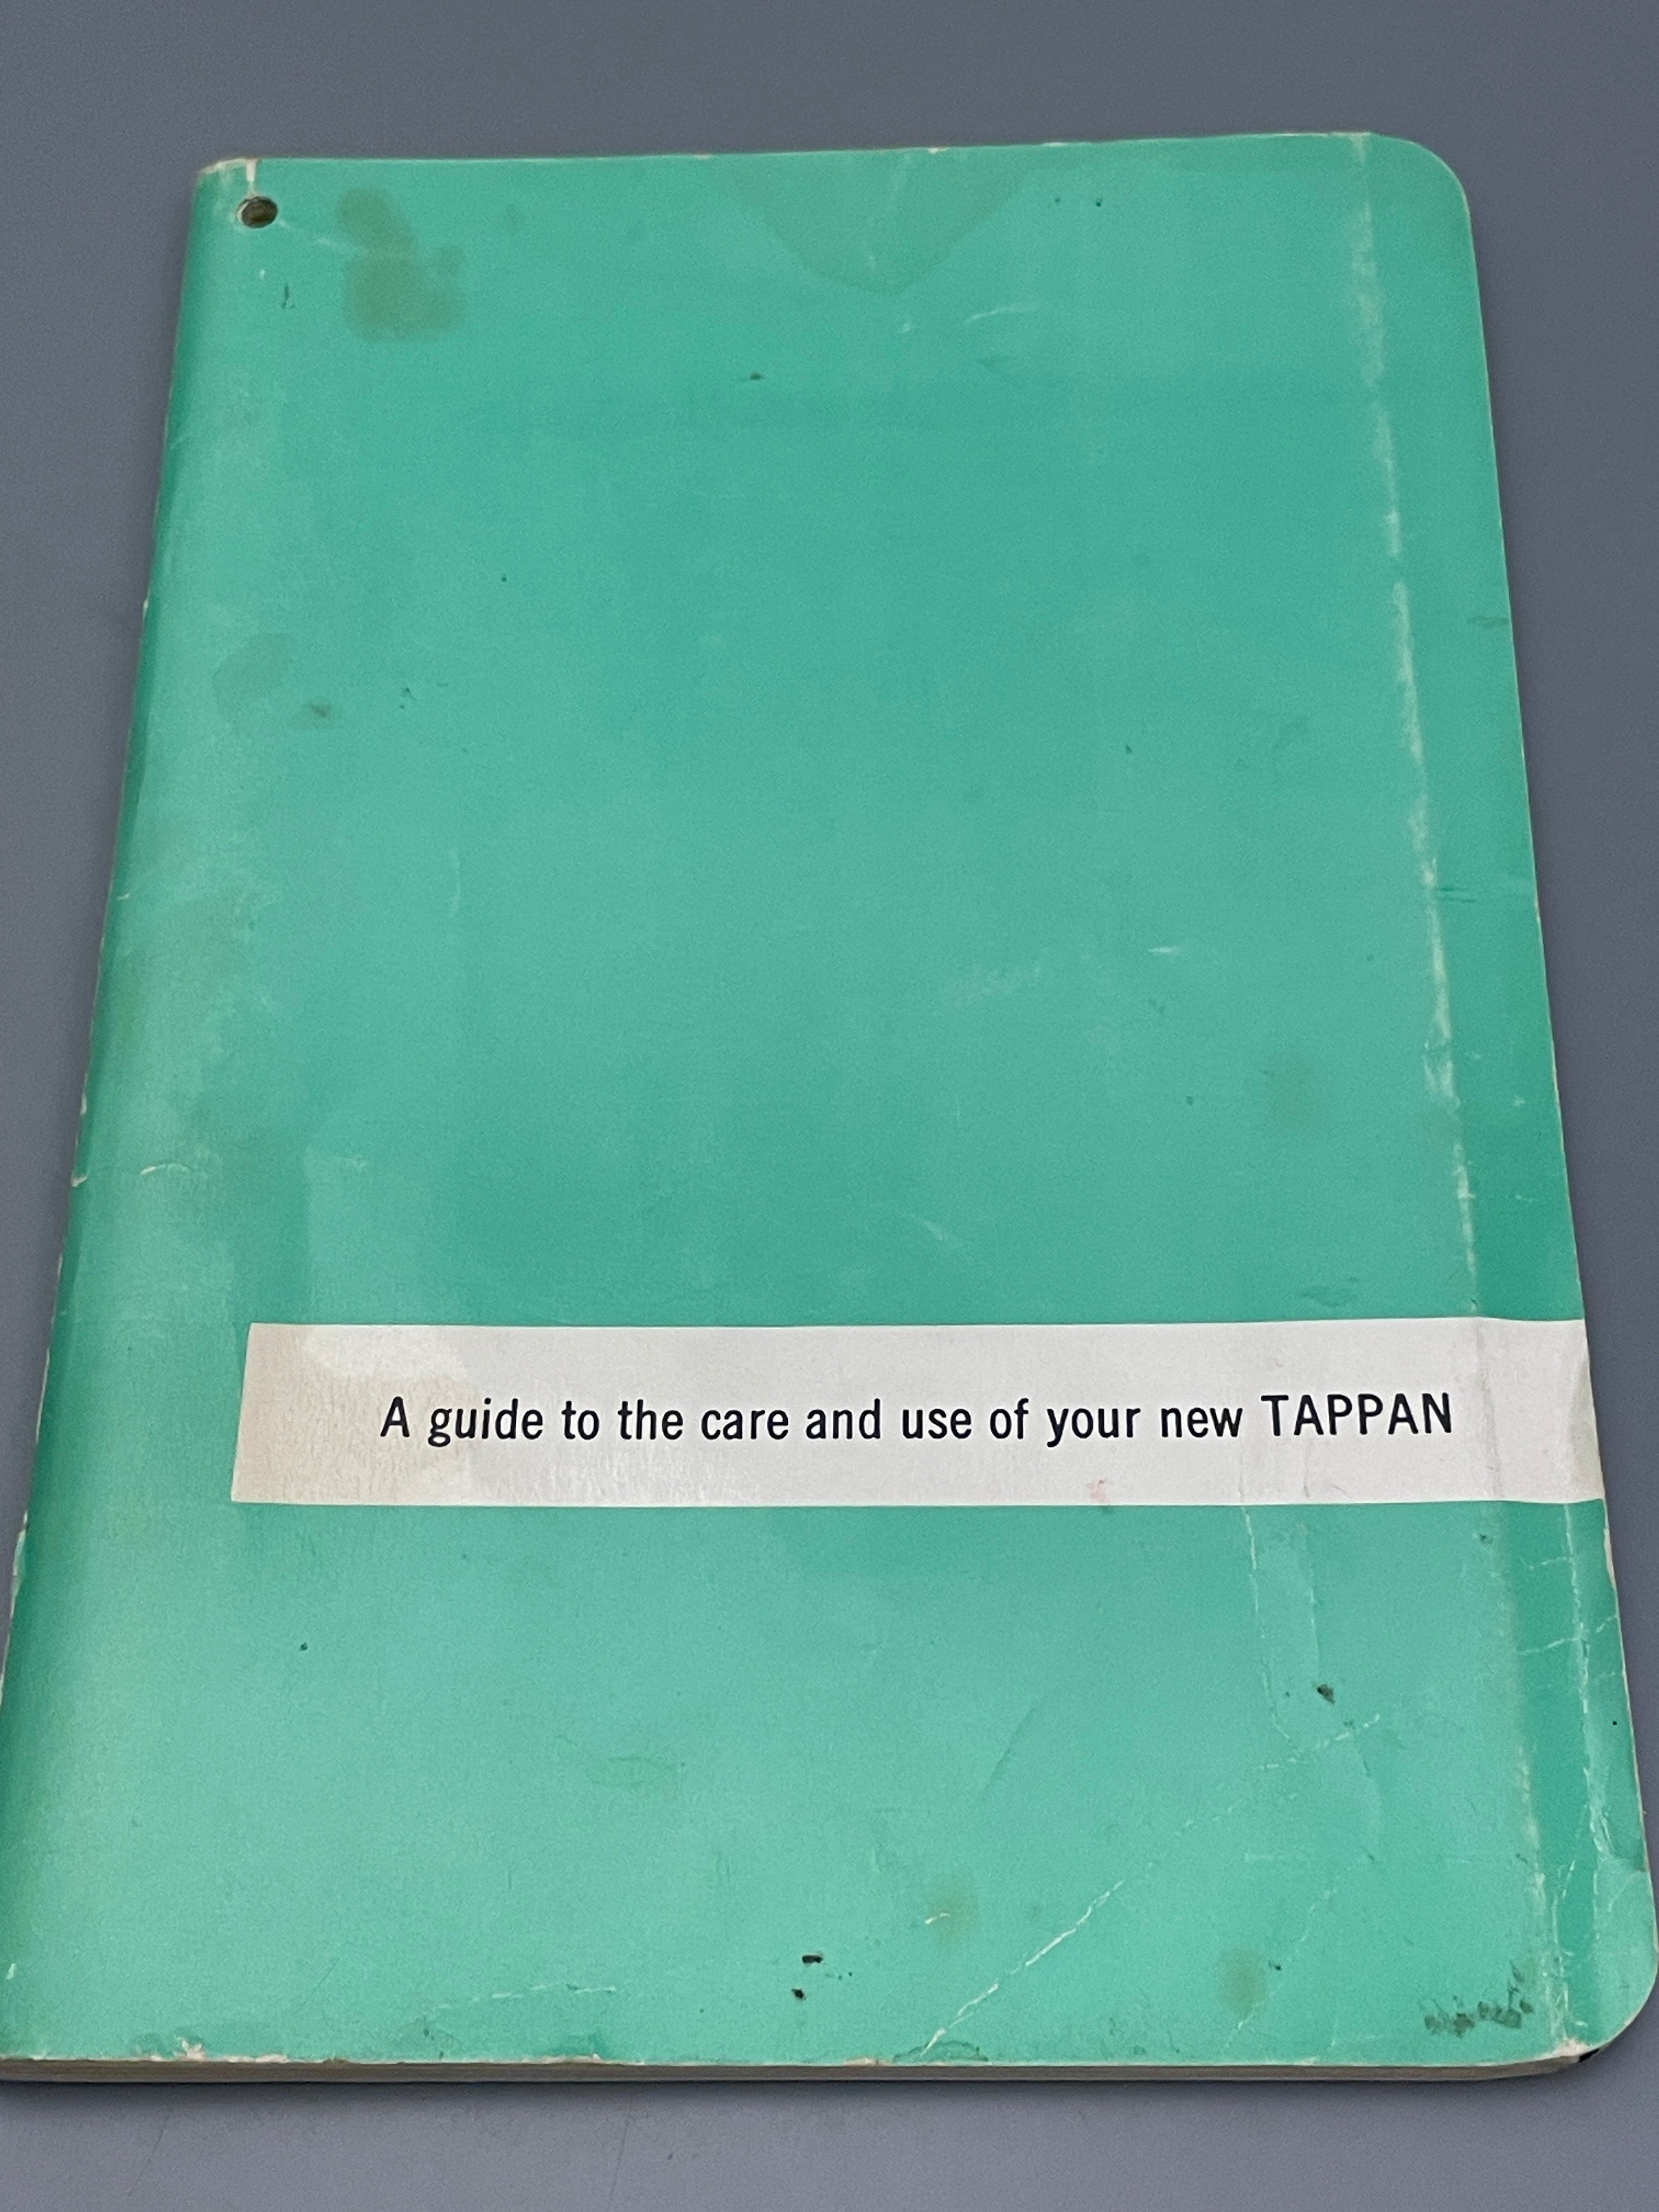 A guide to the care and use of your new TAPPAN